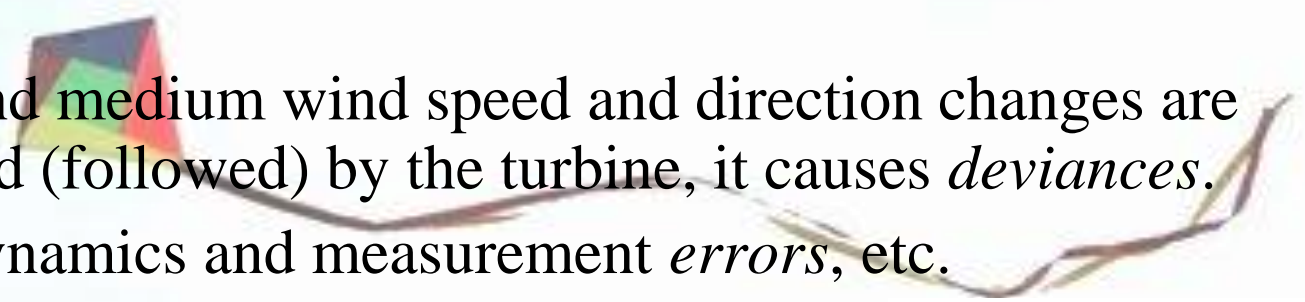 nd medium wind speed and direction changes are
d (followed) by the turbine, it causes deviances.
ynamics and measurement errors, etc.